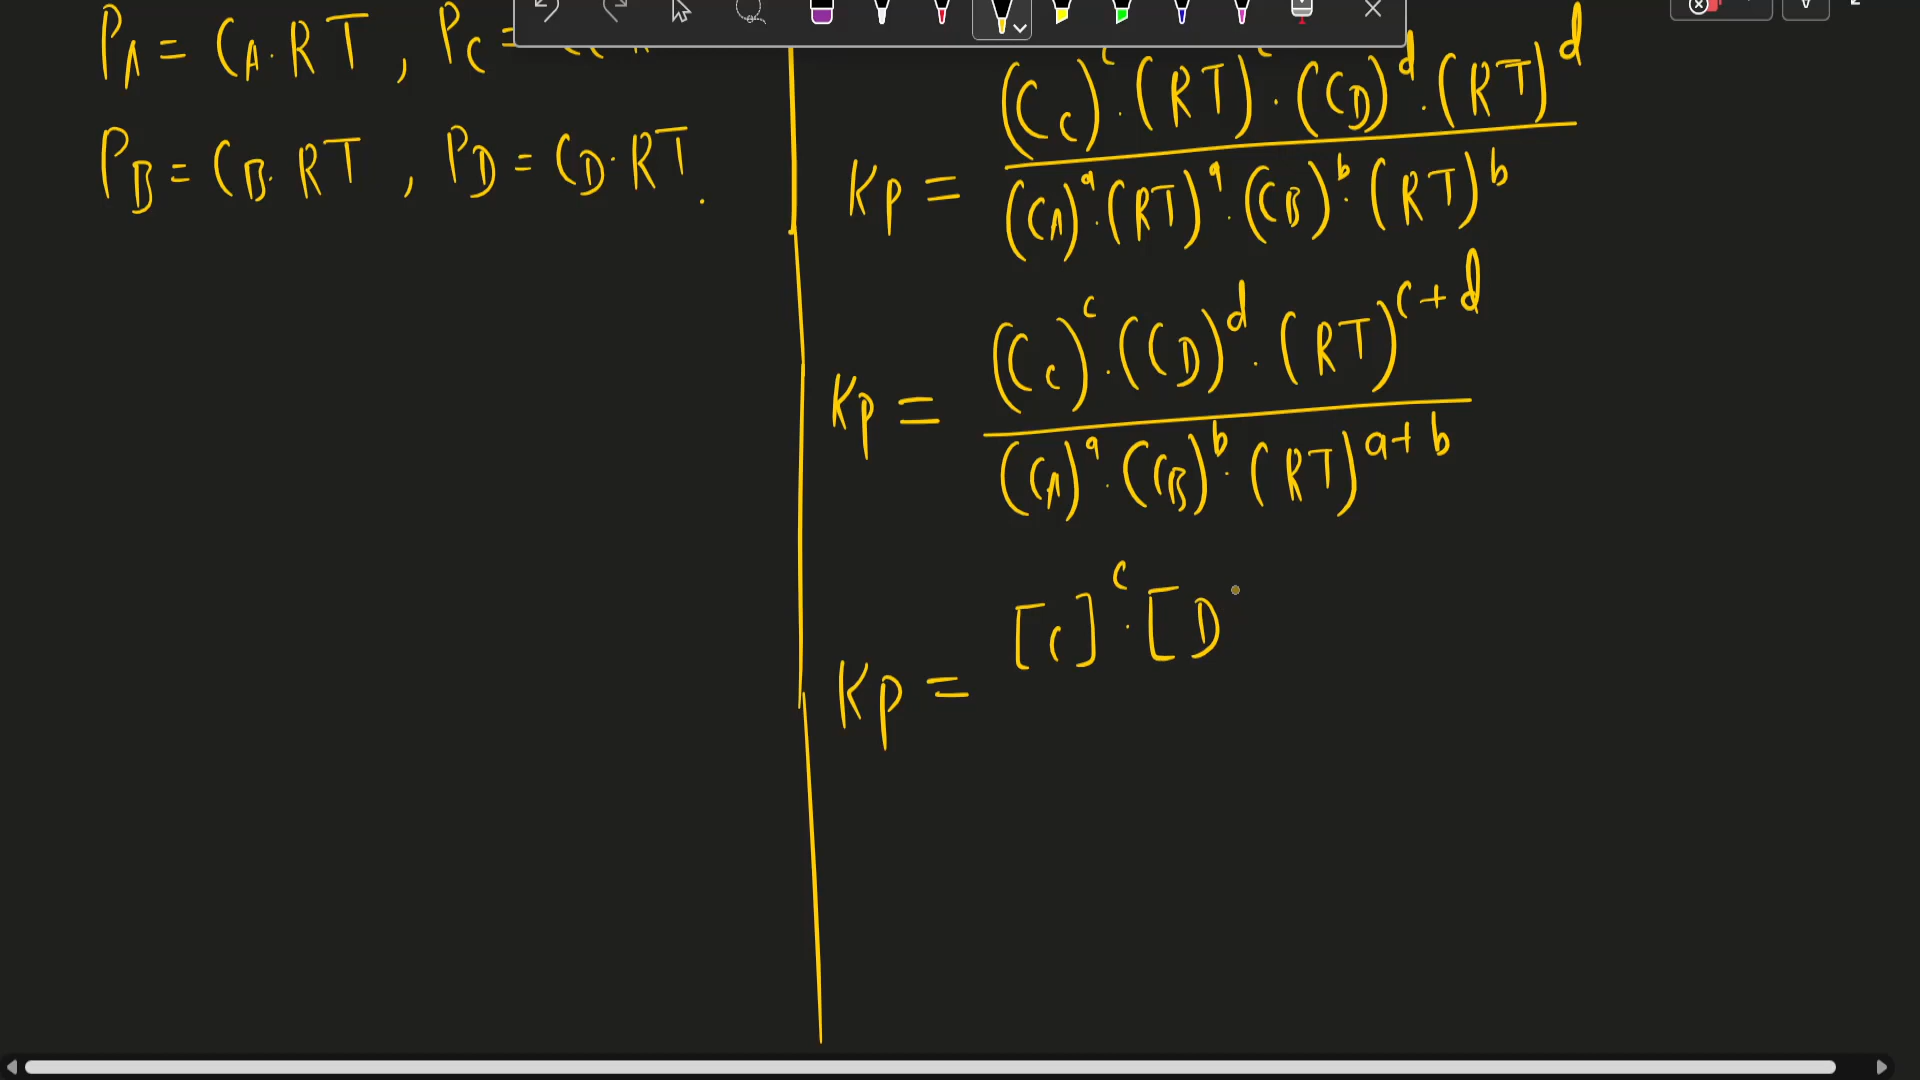 P_A = C_A . RT , P_C =
P_B = C_B . RT , P_D = C_D . RT .
Kp = (C_C)^c . (RT)^c . (C_D)^d . (RT)^d / (C_A)^a . (RT)^a . (C_B)^b . (RT)^b
Kp = (C_C)^c . (C_D)^d . (RT)^c+d / (C_A)^a . (C_B)^b . (RT)^a+b
Kp = [C]^c . [D